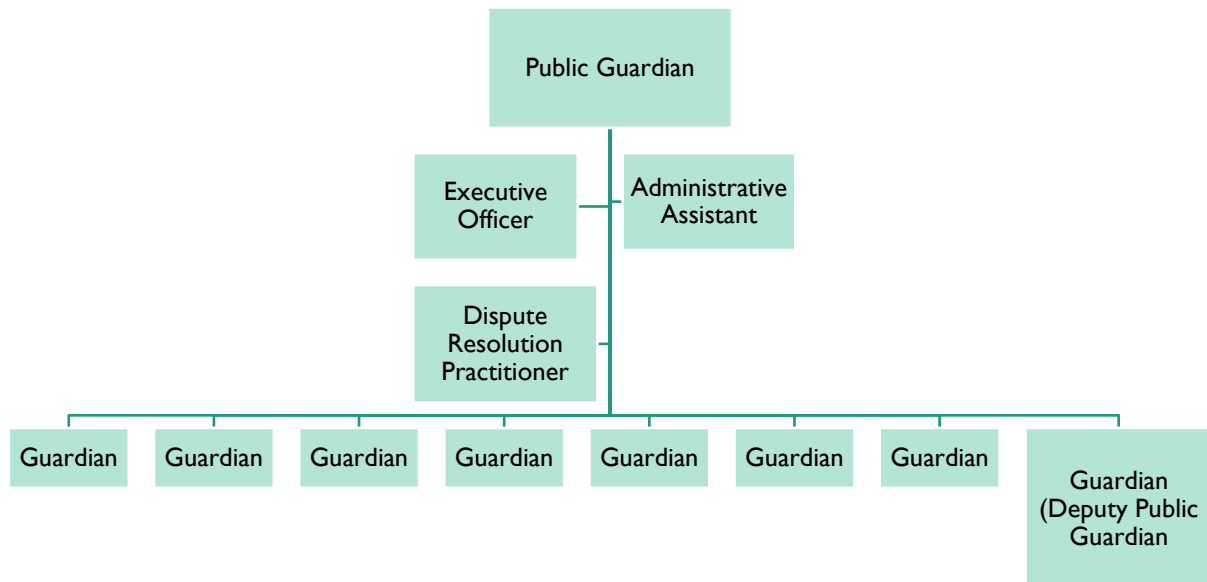 Public Guardian
Executive
Officer
Administrative
Assistant
Dispute
Resolution
Practitioner
Guardian
Guardian
Guardian
Guardian
Guardian
Guardian
Guardian
Guardian
(Deputy Public
Guardian